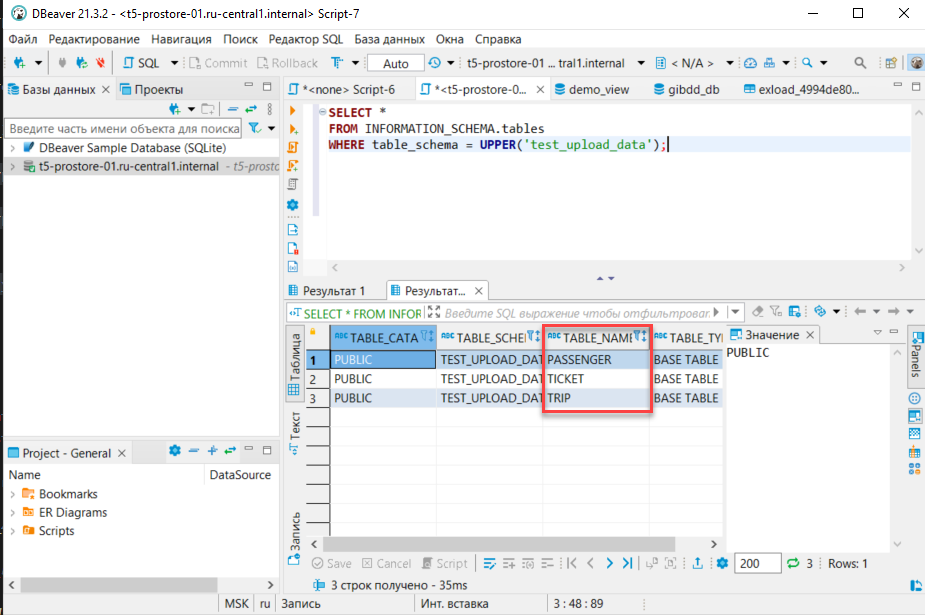 DBeaver 21.3.2 - <t5-prostore-01.ru-central1.internal> Script-7
Файл Редактирование Навигация Поиск Редактор SQL База данных Окна Справка
SQL Commit Rollback Auto t5-prostore-01 ... tral1.internal < N/A >
Базы данных Проекты
*<none> Script-6 *<t5-prostore-0... demo_view gibdd_db exload_4994de80...
Введите часть имени объекта для поиска
DBeaver Sample Database (SQLite)
t5-prostore-01.ru-central1.internal - t5-prosto
SELECT *
FROM INFORMATION_SCHEMA.tables
WHERE table_schema = UPPER('test_upload_data');
Результат 1 Результат...
SELECT * FROM INFOR Введите SQL выражение чтобы отфильтроват
Таблица
Текст
Запись
TABLE_CATA TABLE_SCHE TABLE_NAME TABLE_TY
1 PUBLIC TEST_UPLOAD_DAT PASSENGER BASE TABLE
2 PUBLIC TEST_UPLOAD_DAT TICKET BASE TABLE
3 PUBLIC TEST_UPLOAD_DAT TRIP BASE TABLE
Значение
PUBLIC
Panels
Project - General
Name DataSource
Bookmarks
ER Diagrams
Scripts
Save Cancel Script 200 3 Rows: 1
3 строк получено - 35ms
MSK ru Запись Инт. вставка 3 : 48 : 89